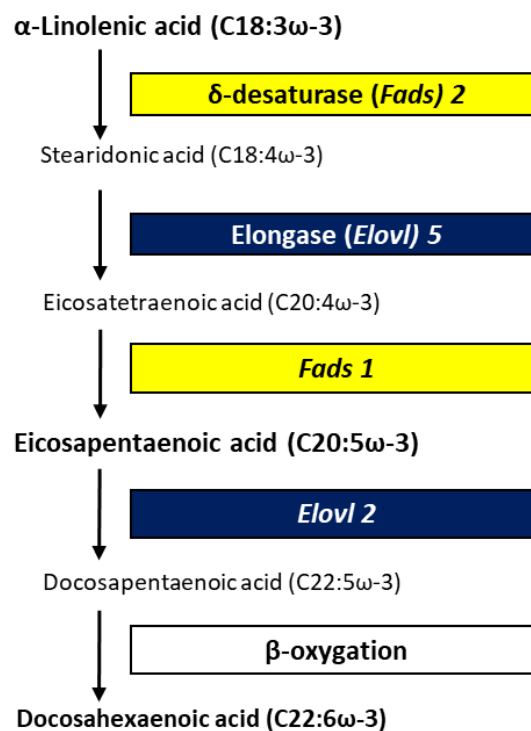 α-Linolenic acid (C18:3ω-3)
δ-desaturase (Fads) 2
Stearidonic acid (C18:4ω-3)
Elongase (Elovl) 5
Eicosatetraenoic acid (C20:4ω-3)
Fads 1
Eicosapentaenoic acid (C20:5ω-3)
Elovl 2
Docosapentaenoic acid (C22:5ω-3)
β-oxygation
Docosahexaenoic acid (C22:6ω-3)